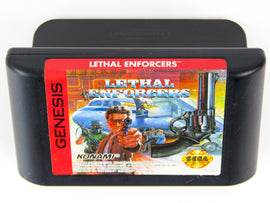 LETHAL ENFORCERS™
GENESIS
LETHAL
ENFORCERS
KONAMI
SEGA